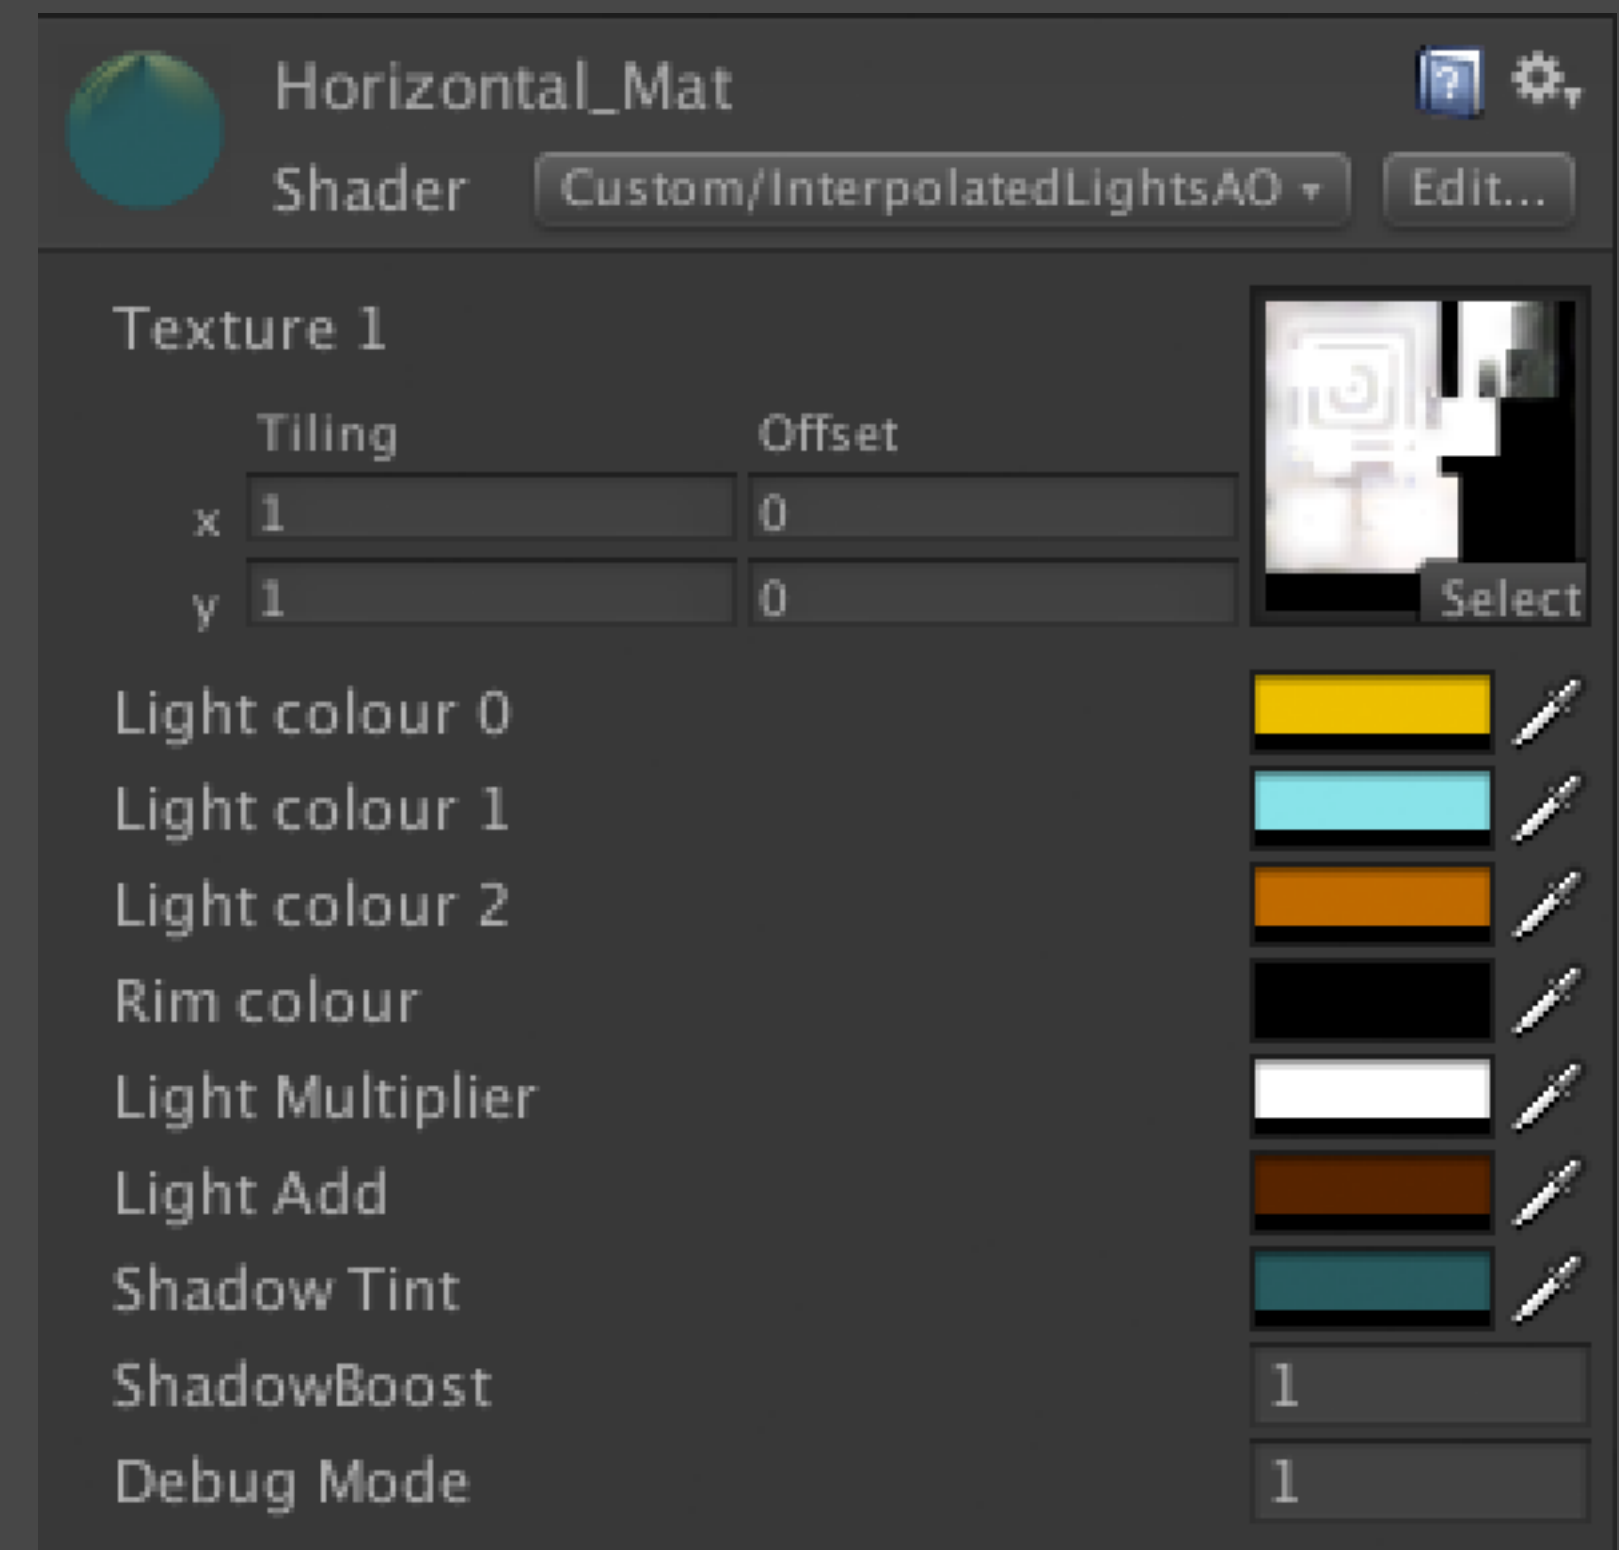 Horizontal_Mat
?
Shader Custom/InterpolatedLightsAO Edit...
Texture 1
Tiling Offset
x 1 0
y 1 0
Select
Light colour 0
Light colour 1
Light colour 2
Rim colour
Light Multiplier
Light Add
Shadow Tint
ShadowBoost 1
Debug Mode 1